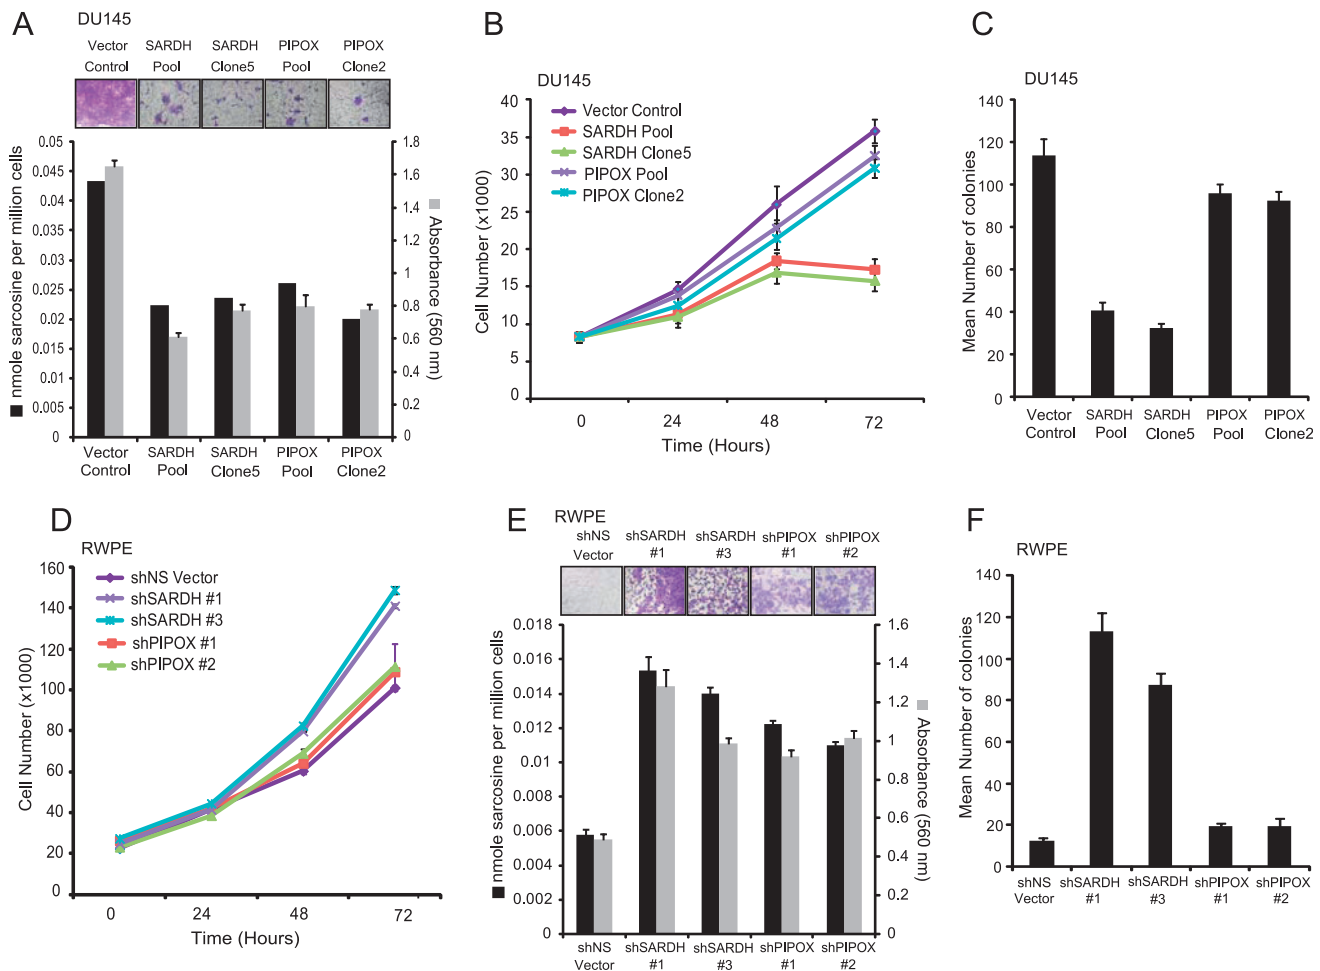 A
DU145
Vector Control
SARDH Pool
SARDH Clone5
PIPOX Pool
PIPOX Clone2
nmole sarcosine per million cells
0.05
0.045
0.04
0.035
0.03
0.025
0.02
0.015
0.01
0.005
0
1.8
1.6
1.4
1.2
1
0.8
0.6
0.4
0.2
0
Absorbance (560 nm)
Vector Control
SARDH Pool
SARDH Clone5
PIPOX Pool
PIPOX Clone2
B
DU145
Vector Control
SARDH Pool
SARDH Clone5
PIPOX Pool
PIPOX Clone2
Cell Number (x1000)
40
35
30
25
20
15
10
5
0
0 24 48 72
Time (Hours)
C
DU145
Mean Number of colonies
140
120
100
80
60
40
20
0
Vector Control
SARDH Pool
SARDH Clone5
PIPOX Pool
PIPOX Clone2
D
RWPE
shNS Vector
shSARDH #1
shSARDH #3
shPIPOX #1
shPIPOX #2
Cell Number (x1000)
160
140
120
100
80
60
40
20
0
0 24 48 72
Time (Hours)
E
RWPE
shNS Vector
shSARDH #1
shSARDH #3
shPIPOX #1
shPIPOX #2
nmole sarcosine per million cells
0.018
0.016
0.014
0.012
0.01
0.008
0.006
0.004
0.002
0
1.6
1.4
1.2
1
0.8
0.6
0.4
0.2
0
Absorbance (560 nm)
shNS Vector
shSARDH #1
shSARDH #3
shPIPOX #1
shPIPOX #2
F
RWPE
Mean Number of colonies
140
120
100
80
60
40
20
0
shNS Vector
shSARDH #1
shSARDH #3
shPIPOX #1
shPIPOX #2